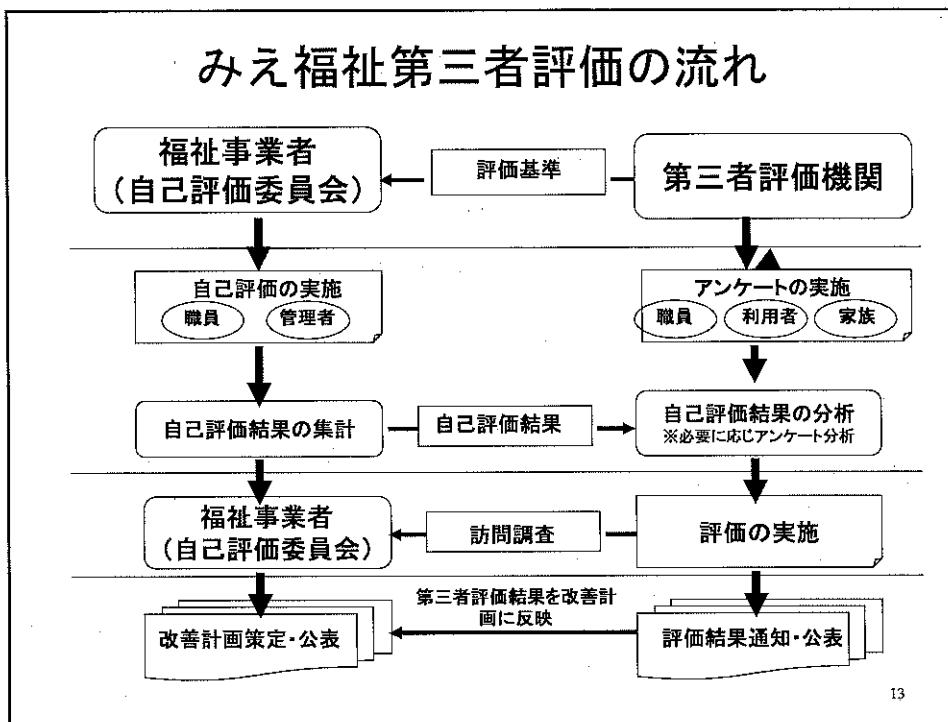 みえ福祉第三者評価の流れ
福祉事業者
(自己評価委員会)
評価基準
第三者評価機関
自己評価の実施
職員
管理者
アンケートの実施
職員
利用者
家族
自己評価結果の集計
自己評価結果
自己評価結果の分析
※必要に応じアンケート分析
福祉事業者
(自己評価委員会)
訪問調査
評価の実施
第三者評価結果を改善計
画に反映
改善計画策定・公表
評価結果通知・公表
13